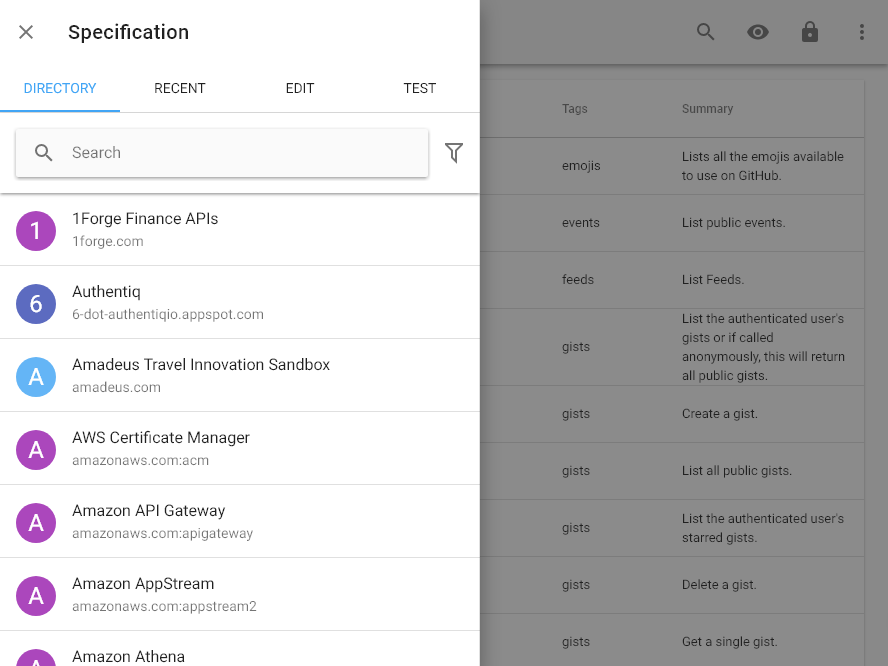 Specification
DIRECTORY
RECENT
EDIT
TEST
Search
1
1Forge Finance APIs
1forge.com
6
Authentiq
6-dot-authentiqio.appspot.com
A
Amadeus Travel Innovation Sandbox
amadeus.com
A
AWS Certificate Manager
amazonaws.com:acm
A
Amazon API Gateway
amazonaws.com:apigateway
A
Amazon AppStream
amazonaws.com:appstream2
A
Amazon Athena
Tags
Summary
emojis
Lists all the emojis available
to use on GitHub.
events
List public events.
feeds
List Feeds.
gists
List the authenticated user's
gists or if called
anonymously, this will return
all public gists.
gists
Create a gist.
gists
List all public gists.
gists
List the authenticated user's
starred gists.
gists
Delete a gist.
gists
Get a single gist.